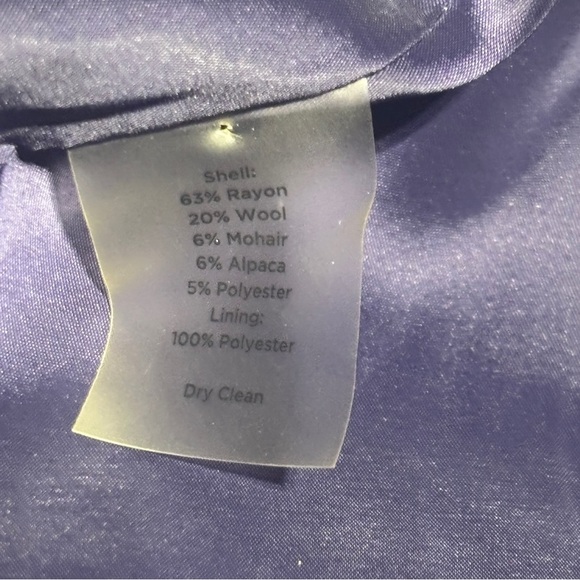 Shell:
63% Rayon
20% Wool
6% Mohair
6% Alpaca
5% Polyester
Lining:
100% Polyester
Dry Clean